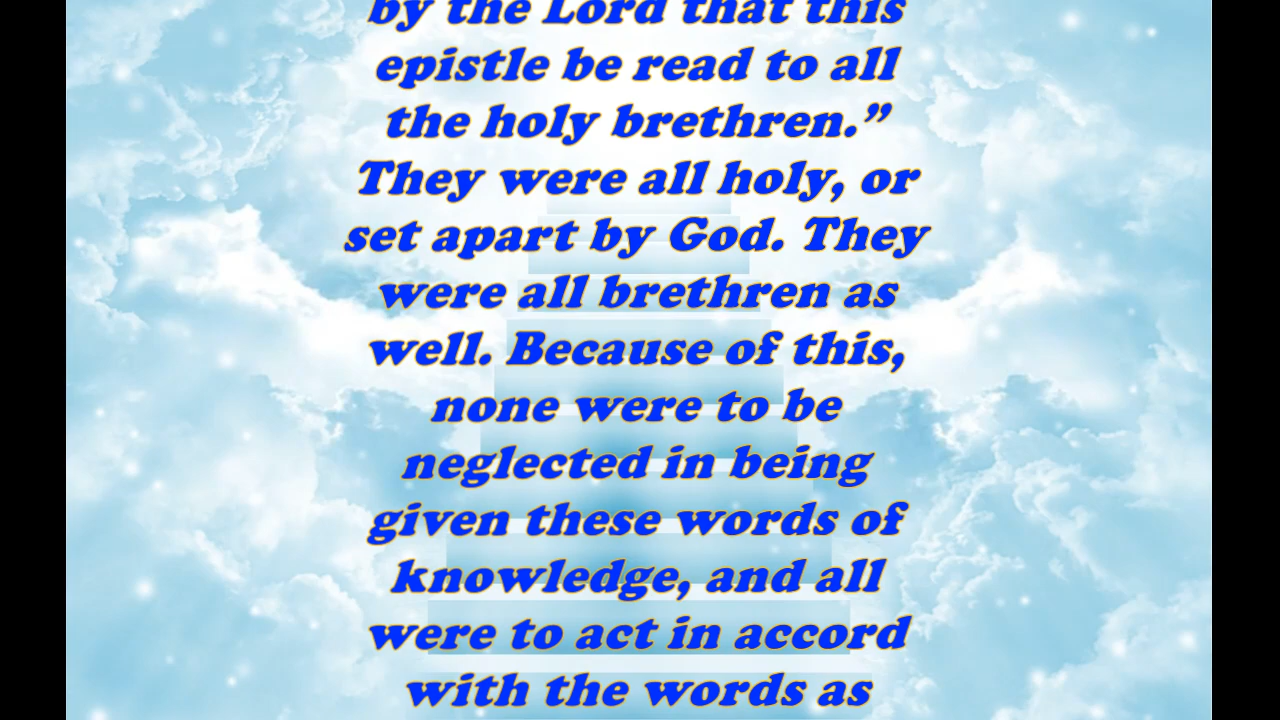 by the Lord that this
epistle be read to all
the holy brethren.”
They were all holy, or
set apart by God. They
were all brethren as
well. Because of this,
none were to be
neglected in being
given these words of
knowledge, and all
were to act in accord
with the words as